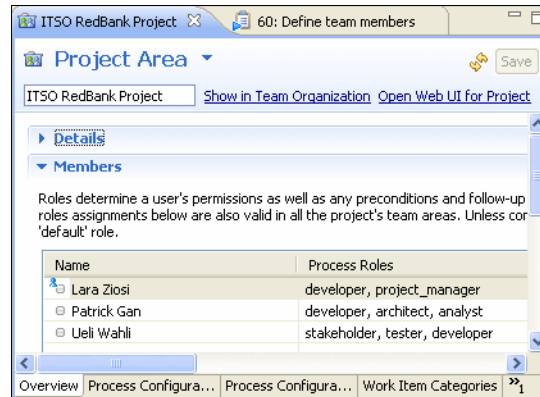 ITSO RedBank Project 60: Define team members
Project Area Save
ITSO RedBank Project Show in Team Organization Open Web UI for Project
Details
Members
Roles determine a user's permissions as well as any preconditions and follow-up
roles assignments below are also valid in all the project's team areas. Unless cor
'default' role.
Name Process Roles
Lara Ziosi developer, project_manager
Patrick Gan developer, architect, analyst
Ueli Wahli stakeholder, tester, developer
Overview Process Configura... Process Configura... Work Item Categories »1